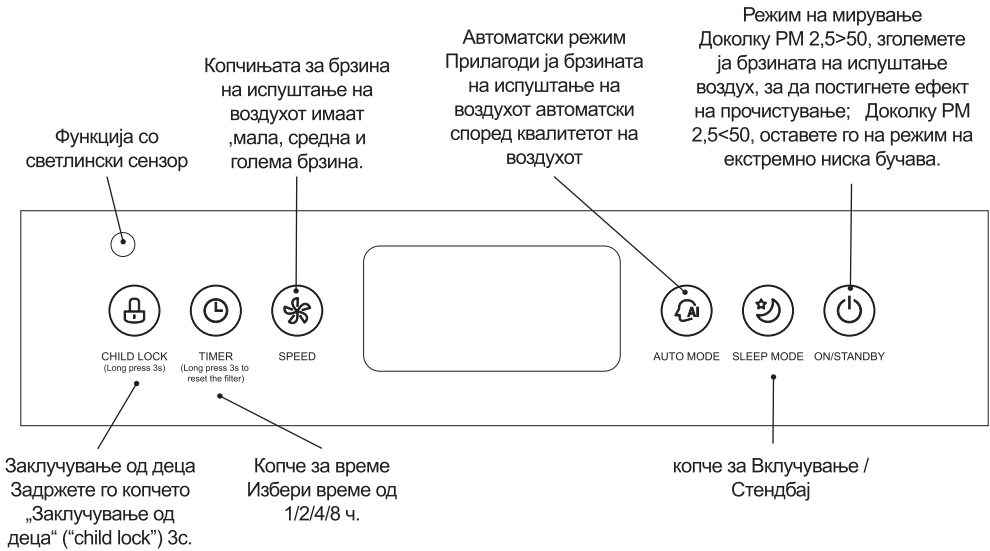 Функција со
светлински сензор
Копчињата за брзина
на испуштање на
воздухот имаат
,мала, средна и
голема брзина.
Автоматски режим
Прилагоди ја брзината
на испуштање на
воздухот автоматски
според квалитетот на
воздухот
Режим на мирување
Доколку PM 2,5>50, зголемете
ја брзината на испуштање
воздух, за да постигнете ефект
на прочистување; Доколку PM
2,5<50, оставете го на режим на
екстремно ниска бучава.
CHILD LOCK
(Long press 3s)
TIMER
(Long press 3s to
reset the filter)
SPEED
AI
AUTO MODE
SLEEP MODE
ON/STANDBY
Заклучување од деца
Задржете го копчето
„Заклучување од
деца“ (“child lock”) 3с.
Копче за време
Избери време од
1/2/4/8 ч.
копче за Вклучување /
Стендбај